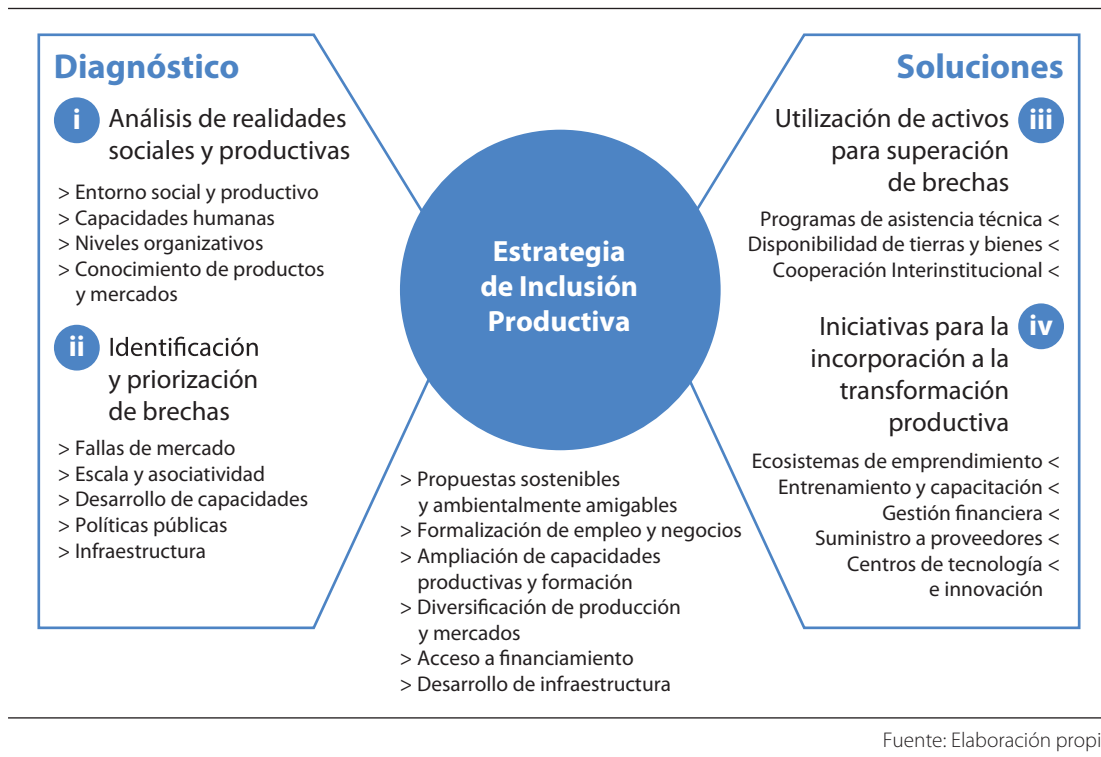 Diagnóstico
i
Análisis de realidades
sociales y productivas
> Entorno social y productivo
> Capacidades humanas
> Niveles organizativos
> Conocimiento de productos
y mercados
ii
Identificación
y priorización
de brechas
> Fallas de mercado
> Escala y asociatividad
> Desarrollo de capacidades
> Políticas públicas
> Infraestructura
Estrategia
de Inclusión
Productiva
> Propuestas sostenibles
y ambientalmente amigables
> Formalización de empleo y negocios
> Ampliación de capacidades
productivas y formación
> Diversificación de producción
y mercados
> Acceso a financiamiento
> Desarrollo de infraestructura
Soluciones
Utilización de activos
iii
para superación
de brechas
Programas de asistencia técnica <
Disponibilidad de tierras y bienes <
Cooperación Interinstitucional <
Iniciativas para la
iv
incorporación a la
transformación
productiva
Ecosistemas de emprendimiento <
Entrenamiento y capacitación <
Gestión financiera <
Suministro a proveedores <
Centros de tecnología <
e innovación
Fuente: Elaboración propi